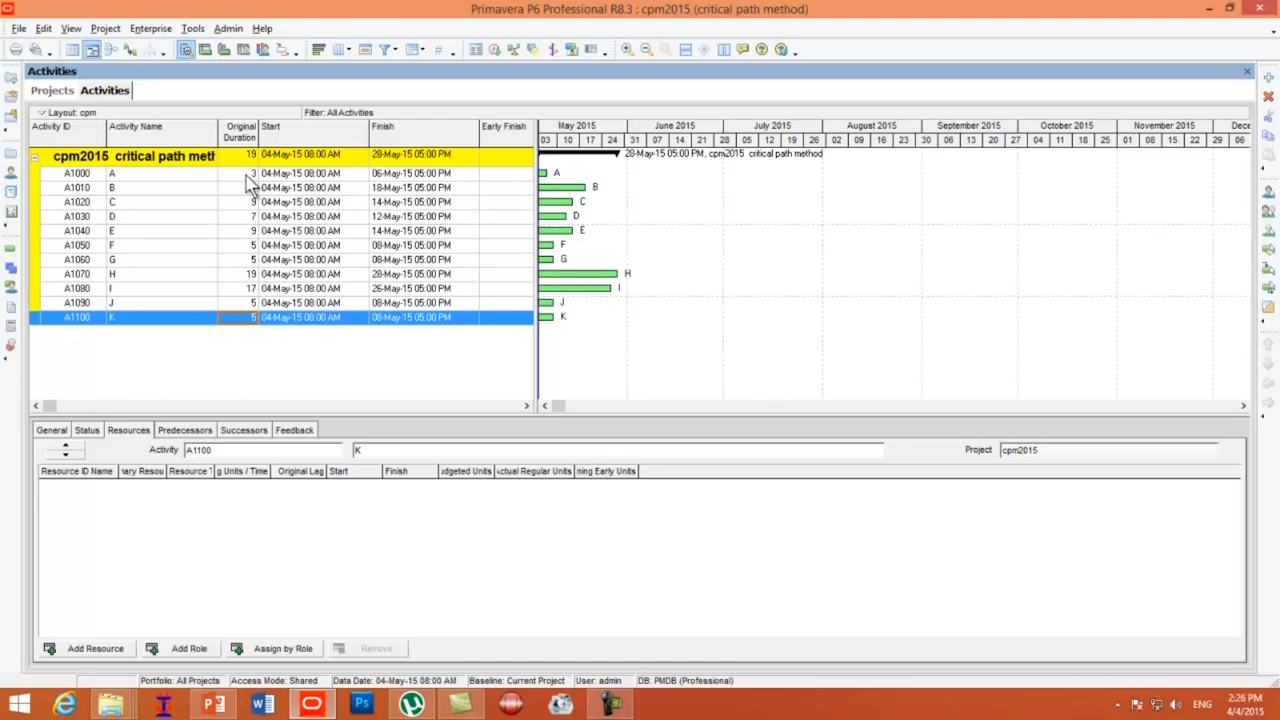 Primavera P6 Professional R8.3 : cpm2015 (critical path method)
File Edit View Project Enterprise Tools Admin Help
Activities
Projects Activities
Layout: cpm Filter: All Activities
Activity ID Activity Name Original Duration Start Finish Early Finish
May 2015 June 2015 July 2015 August 2015 September 2015 October 2015 November 2015 Dece
03 10 17 24 31 07 14 21 28 05 12 19 26 02 09 16 23 30 06 13 20 27 04 11 18 25 01 08 15 22 29 06
cpm2015 critical path meth 19 04-May-15 08:00 AM 28-May-15 05:00 PM 28-May-15 05:00 PM, cpm2015 critical path method
A1000 A 3 04-May-15 08:00 AM 06-May-15 05:00 PM A
A1010 B 04-May-15 08:00 AM 18-May-15 05:00 PM B
A1020 C 9 04-May-15 08:00 AM 14-May-15 05:00 PM C
A1030 D 7 04-May-15 08:00 AM 12-May-15 05:00 PM D
A1040 E 9 04-May-15 08:00 AM 14-May-15 05:00 PM E
A1050 F 5 04-May-15 08:00 AM 08-May-15 05:00 PM F
A1060 G 5 04-May-15 08:00 AM 08-May-15 05:00 PM G
A1070 H 19 04-May-15 08:00 AM 28-May-15 05:00 PM H
A1080 I 17 04-May-15 08:00 AM 26-May-15 05:00 PM I
A1090 J 5 04-May-15 08:00 AM 08-May-15 05:00 PM J
A1100 K 5 04-May-15 08:00 AM 08-May-15 05:00 PM K
General Status Resources Predecessors Successors Feedback
Activity A1100 K Project cpm2015
Resource ID Name ary Resou Resource T g Units / Time Original Lag Start Finish udgeted Units ctual Regular Units ning Early Units
Add Resource Add Role Assign by Role Remove
Portfolio: All Projects Access Mode: Shared Data Date: 04-May-15 08:00 AM Baseline: Current Project User: admin DB: PMDB (Professional)
ENG 2:26 PM
4/4/2015